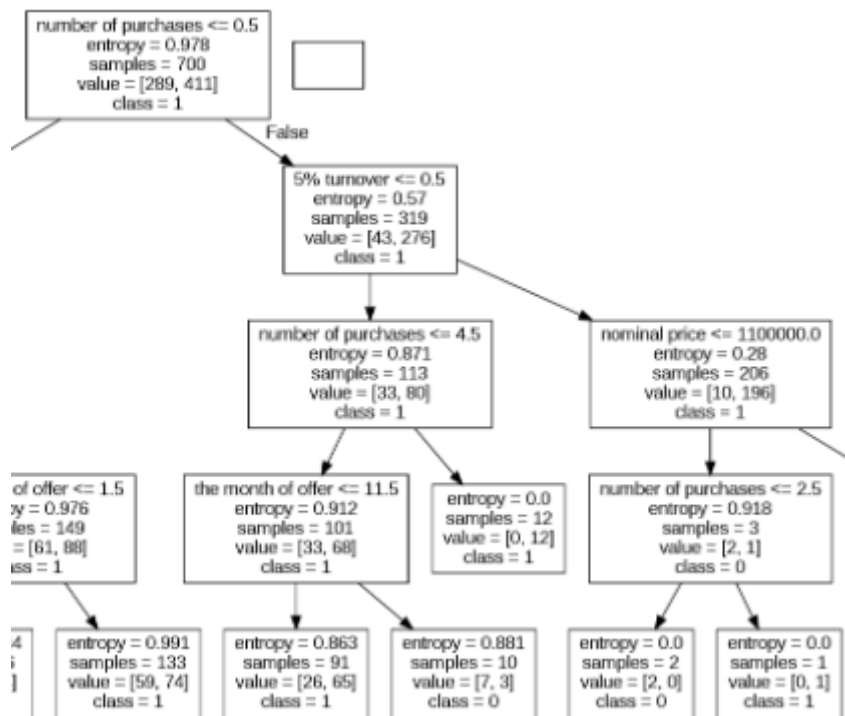 number of purchases <= 0.5
entropy = 0.978
samples = 700
value = [289, 411]
class = 1
False
5% turnover <= 0.5
entropy = 0.57
samples = 319
value = [43, 276]
class = 1
number of purchases <= 4.5
entropy = 0.871
samples = 113
value = [33, 80]
class = 1
nominal price <= 1100000.0
entropy = 0.28
samples = 206
value = [10, 196]
class = 1
of offer <= 1.5
py = 0.976
les = 149
= [61, 88]
ass = 1
the month of offer <= 11.5
entropy = 0.912
samples = 101
value = [33, 68]
class = 1
entropy = 0.0
samples = 12
value = [0, 12]
class = 1
number of purchases <= 2.5
entropy = 0.918
samples = 3
value = [2, 1]
class = 0
4
]
entropy = 0.991
samples = 133
value = [59, 74]
class = 1
entropy = 0.863
samples = 91
value = [26, 65]
class = 1
entropy = 0.881
samples = 10
value = [7, 3]
class = 0
entropy = 0.0
samples = 2
value = [2, 0]
class = 0
entropy = 0.0
samples = 1
value = [0, 1]
class = 1